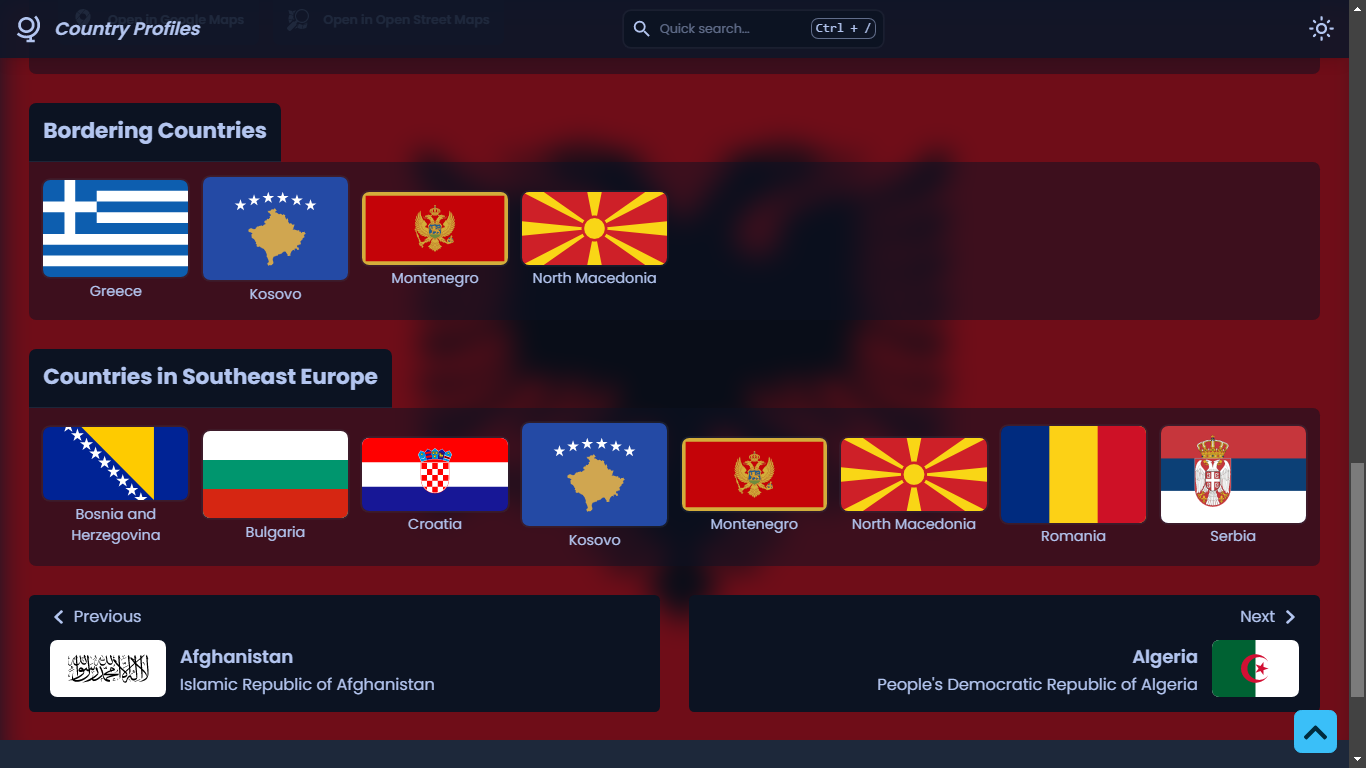 Open in Google Maps
Open in Open Street Maps
Country Profiles
Quick search...
Ctrl + /
Bordering Countries
Greece
Kosovo
Montenegro
North Macedonia
Countries in Southeast Europe
Bosnia and
Herzegovina
Bulgaria
Croatia
Kosovo
Montenegro
North Macedonia
Romania
Serbia
Previous
Afghanistan
Islamic Republic of Afghanistan
Next
Algeria
People's Democratic Republic of Algeria